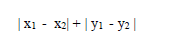 | x1 - x2| + | y1 - y2 |